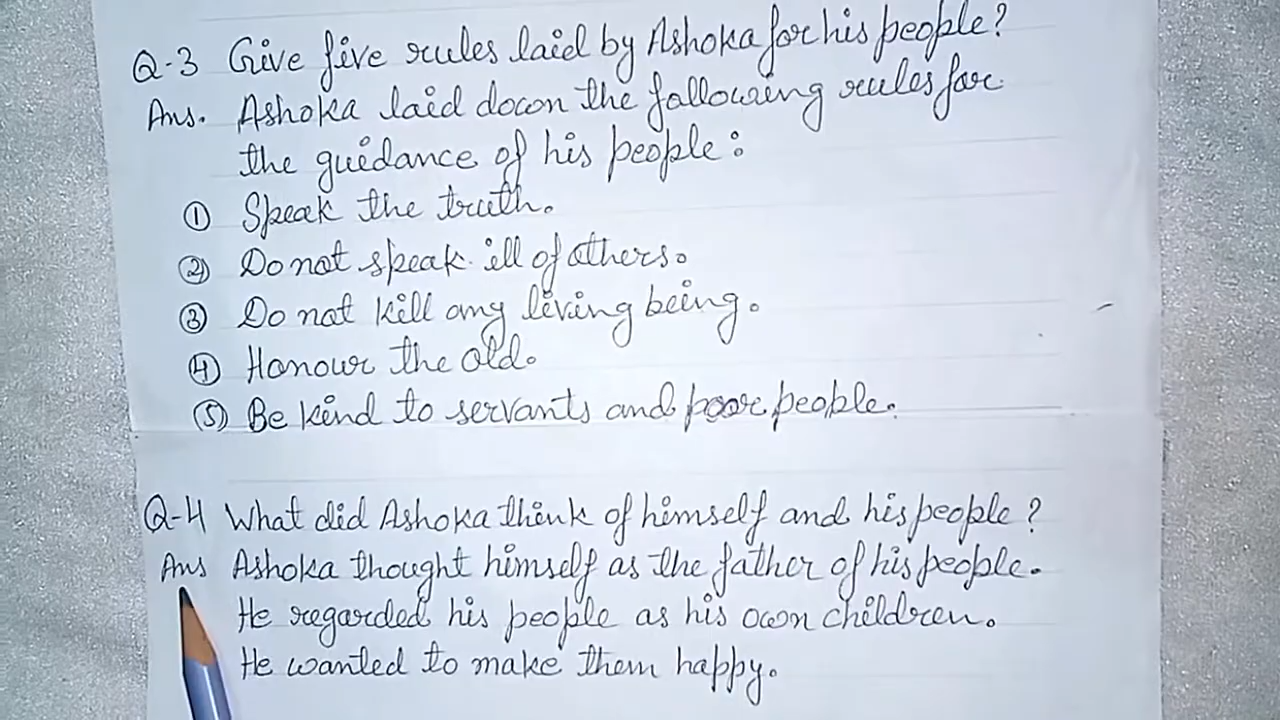 Q-3 Give five rules laid by Ashoka for his people?
Ans. Ashoka laid down the following rules for
the guidance of his people:
① Speak the truth.
② Do not speak ill of others.
③ Do not kill any living being.
④ Honour the old.
⑤ Be kind to servants and poor people.
Q-4 What did Ashoka think of himself and his people?
Ans Ashoka thought himself as the father of his people.
He regarded his people as his own children.
He wanted to make them happy.